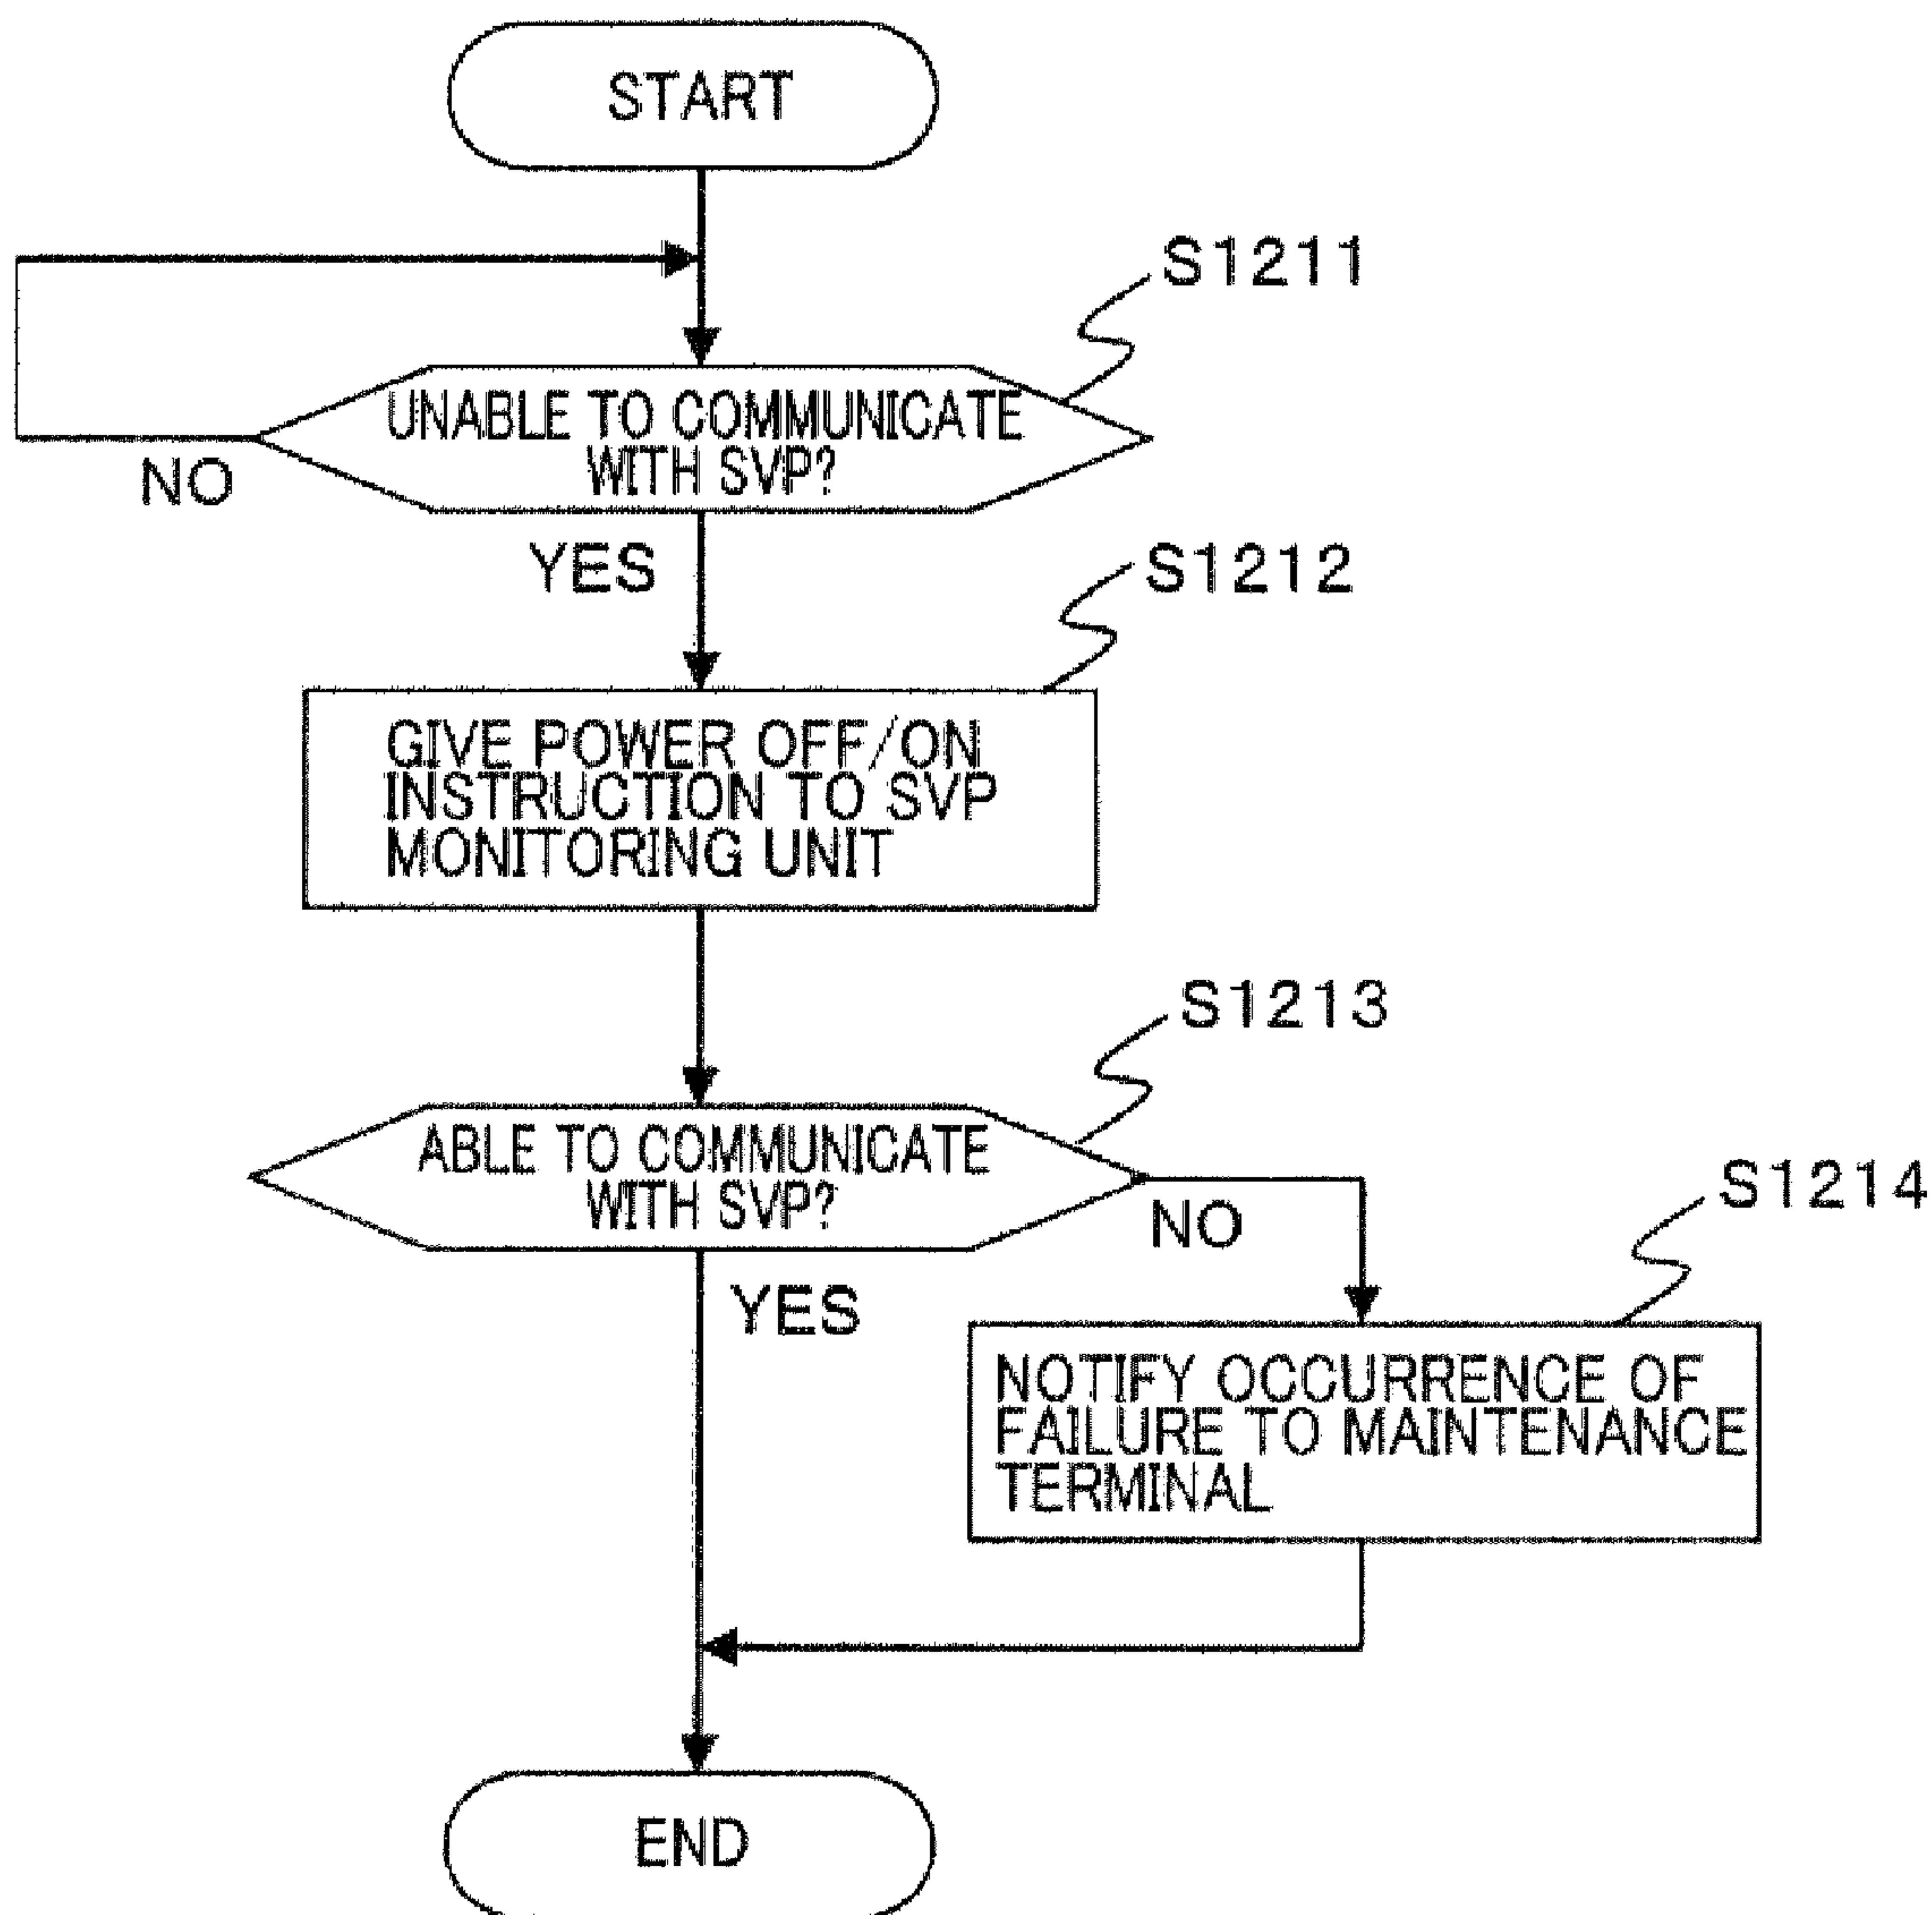 START
S1211
UNABLE TO COMMUNICATE
WITH SVP?
NO
YES
S1212
GIVE POWER OFF/ON
INSTRUCTION TO SVP
MONITORING UNIT
S1213
ABLE TO COMMUNICATE
WITH SVP?
NO
S1214
YES
NOTIFY OCCURRENCE OF
FAILURE TO MAINTENANCE
TERMINAL
END